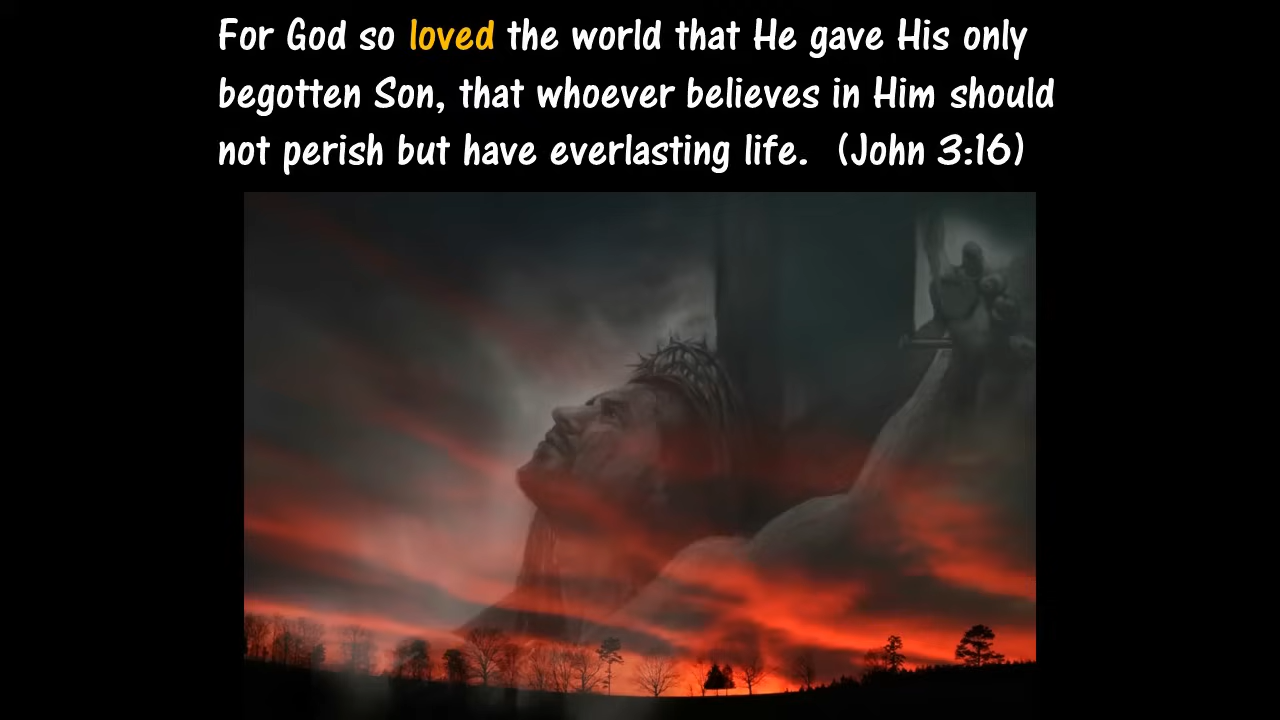 For God so loved the world that He gave His only
begotten Son, that whoever believes in Him should
not perish but have everlasting life.  (John 3:16)